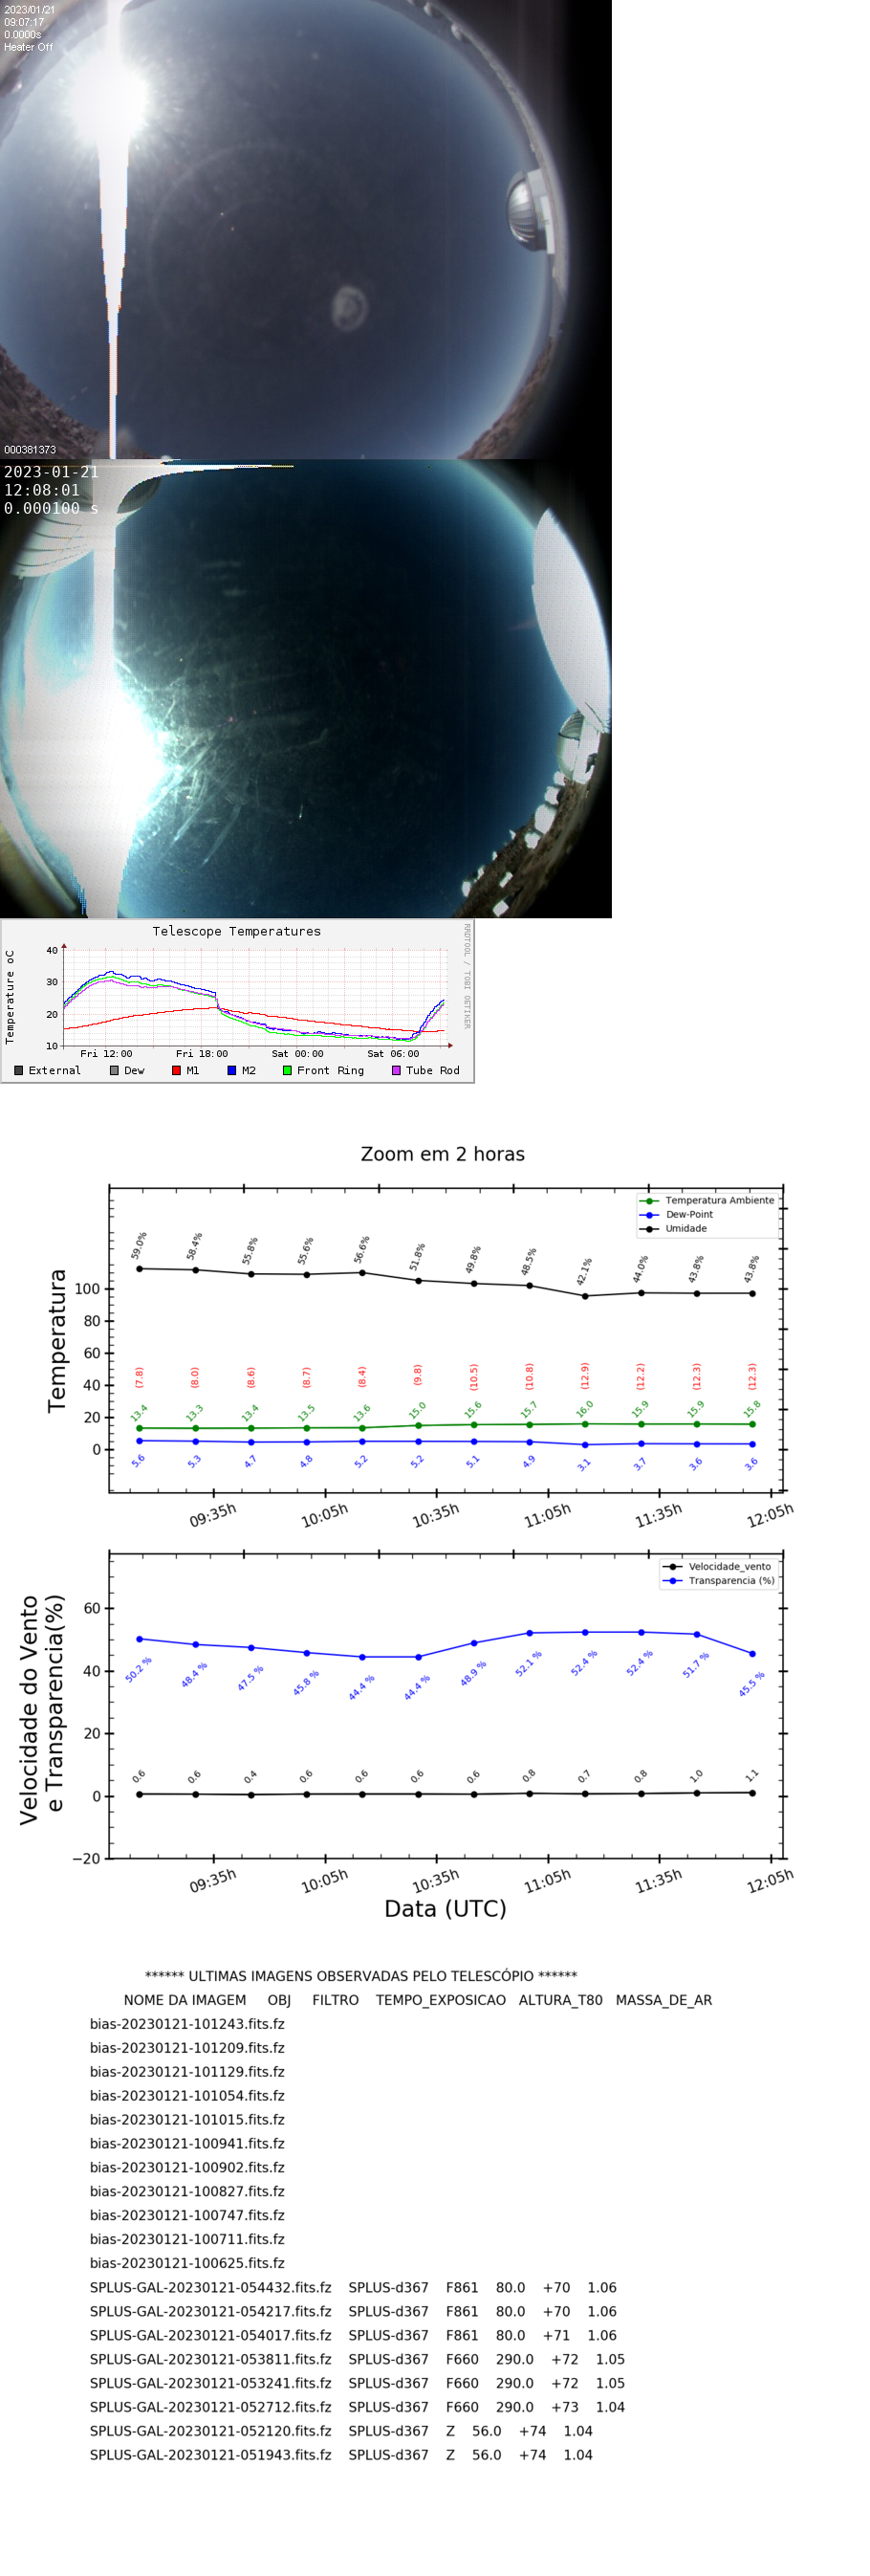 2023/01/21
09:07:17
0.0000s
Heater Off
000381373
2023-01-21
12:08:01
0.000100 s
Telescope Temperatures
RRDTOOL / TOBI OETIKER
Temperature oC
40
30
20
10
Fri 12:00 Fri 18:00 Sat 00:00 Sat 06:00
External Dew M1 M2 Front Ring Tube Rod
Zoom em 2 horas
Temperatura Ambiente
Dew-Point
Umidade
Temperatura
100
80
60
40
20
0
59.0% 58.4% 55.8% 55.6% 56.6% 51.8% 49.8% 48.5% 42.1% 44.0% 43.8% 43.8%
(7.8) (8.0) (8.6) (8.7) (8.4) (9.8) (10.5) (10.8) (12.9) (12.2) (12.3) (12.3)
13.4 13.3 13.4 13.5 13.6 15.0 15.6 15.7 16.0 15.9 15.9 15.8
5.6 5.3 4.7 4.8 5.2 5.2 5.1 4.9 3.1 3.7 3.6 3.6
09:35h 10:05h 10:35h 11:05h 11:35h 12:05h
Velocidade_vento
Transparencia (%)
Velocidade do Vento
e Transparencia(%)
60
40
20
0
−20
50.2 % 48.4 % 47.5 % 45.8 % 44.4 % 44.4 % 48.9 % 52.1 % 52.4 % 52.4 % 51.7 % 45.5 %
0.6 0.6 0.4 0.6 0.6 0.6 0.6 0.8 0.7 0.8 1.0 1.1
09:35h 10:05h 10:35h 11:05h 11:35h 12:05h
Data (UTC)
****** ULTIMAS IMAGENS OBSERVADAS PELO TELESCÓPIO ******
NOME DA IMAGEM OBJ FILTRO TEMPO_EXPOSICAO ALTURA_T80 MASSA_DE_AR
bias-20230121-101243.fits.fz
bias-20230121-101209.fits.fz
bias-20230121-101129.fits.fz
bias-20230121-101054.fits.fz
bias-20230121-101015.fits.fz
bias-20230121-100941.fits.fz
bias-20230121-100902.fits.fz
bias-20230121-100827.fits.fz
bias-20230121-100747.fits.fz
bias-20230121-100711.fits.fz
bias-20230121-100625.fits.fz
SPLUS-GAL-20230121-054432.fits.fz SPLUS-d367 F861 80.0 +70 1.06
SPLUS-GAL-20230121-054217.fits.fz SPLUS-d367 F861 80.0 +70 1.06
SPLUS-GAL-20230121-054017.fits.fz SPLUS-d367 F861 80.0 +71 1.06
SPLUS-GAL-20230121-053811.fits.fz SPLUS-d367 F660 290.0 +72 1.05
SPLUS-GAL-20230121-053241.fits.fz SPLUS-d367 F660 290.0 +72 1.05
SPLUS-GAL-20230121-052712.fits.fz SPLUS-d367 F660 290.0 +73 1.04
SPLUS-GAL-20230121-052120.fits.fz SPLUS-d367 Z 56.0 +74 1.04
SPLUS-GAL-20230121-051943.fits.fz SPLUS-d367 Z 56.0 +74 1.04